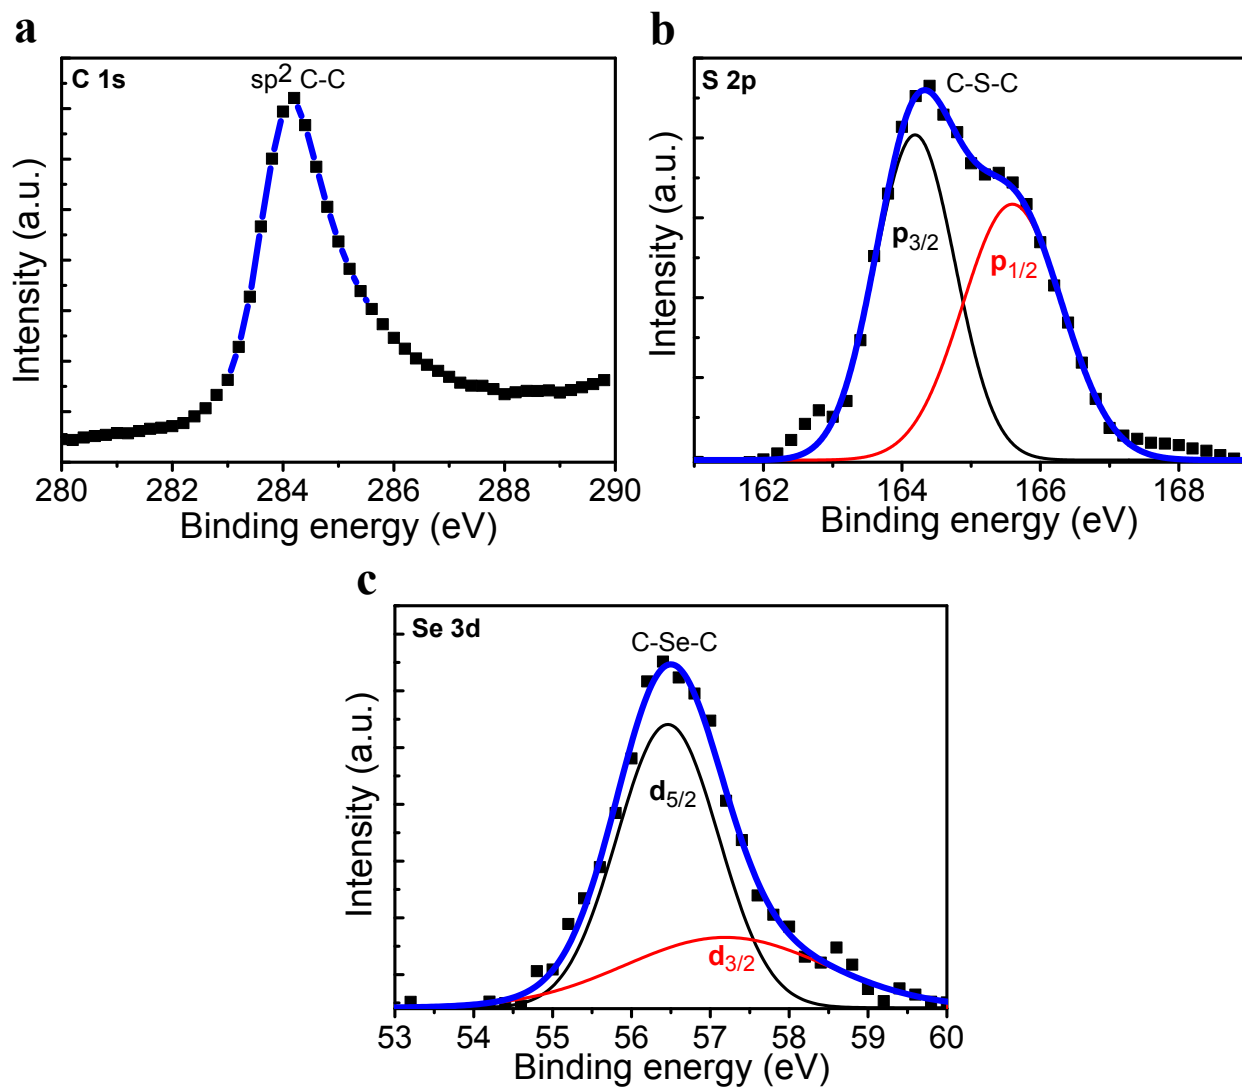 a
C 1s
sp2 C-C
Intensity (a.u.)
280 282 284 286 288 290
Binding energy (eV)
b
S 2p
C-S-C
p3/2
p1/2
Intensity (a.u.)
162 164 166 168
Binding energy (eV)
c
Se 3d
C-Se-C
d5/2
d3/2
Intensity (a.u.)
53 54 55 56 57 58 59 60
Binding energy (eV)